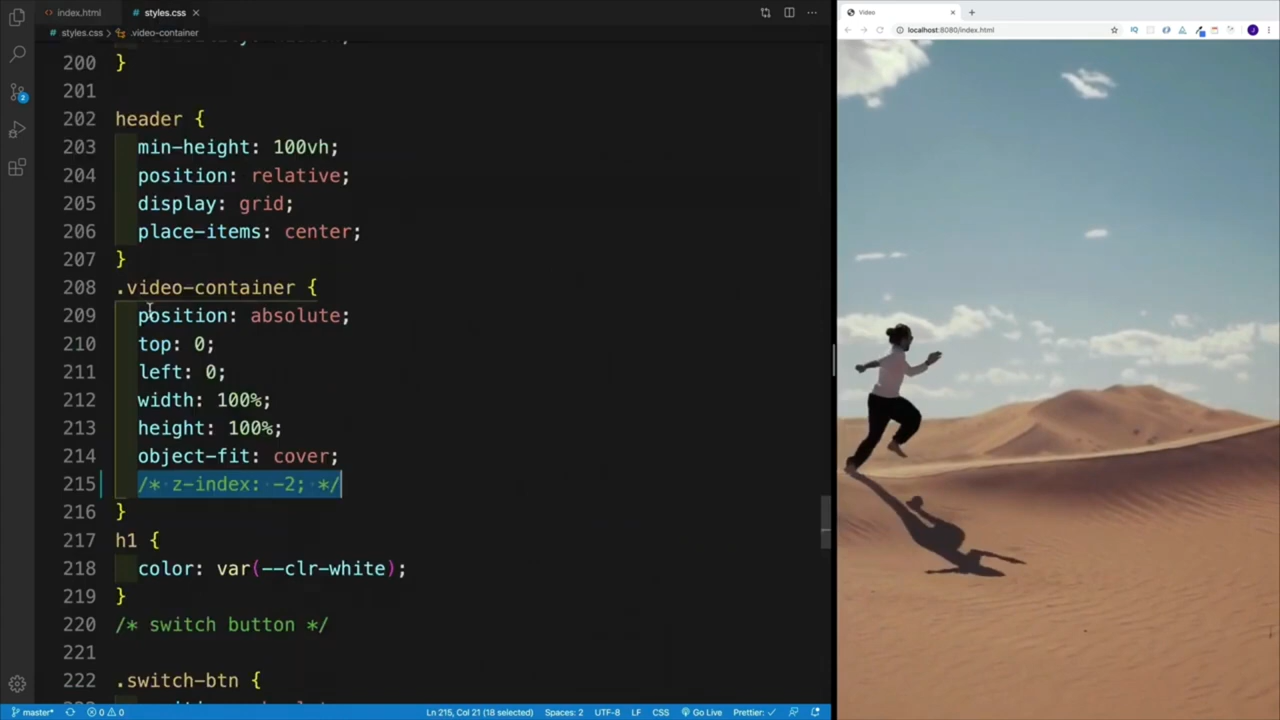 index.html
styles.css
styles.css > .video-container
200 }
201
202 header {
203 min-height: 100vh;
204 position: relative;
205 display: grid;
206 place-items: center;
207 }
208 .video-container {
209 position: absolute;
210 top: 0;
211 left: 0;
212 width: 100%;
213 height: 100%;
214 object-fit: cover;
215 /* z-index: -2; */
216 }
217 h1 {
218 color: var(--clr-white);
219 }
220 /* switch button */
221
222 .switch-btn {
2
master*
0 0
Ln 215, Col 21 (18 selected)
Spaces: 2
UTF-8
LF
CSS
Go Live
Prettier: ✓
Video
localhost:8080/index.html
J